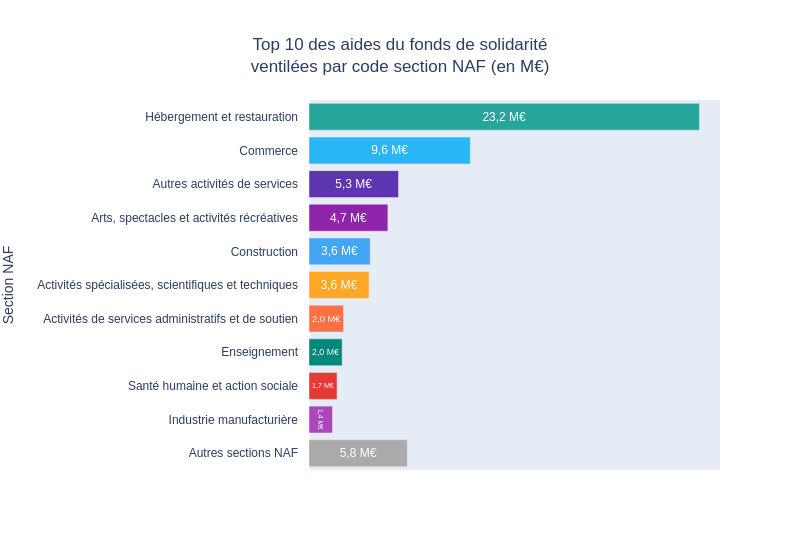 Top 10 des aides du fonds de solidarité
ventilées par code section NAF (en M€)
Section NAF
Hébergement et restauration 23,2 M€
Commerce 9,6 M€
Autres activités de services 5,3 M€
Arts, spectacles et activités récréatives 4,7 M€
Construction 3,6 M€
Activités spécialisées, scientifiques et techniques 3,6 M€
Activités de services administratifs et de soutien 2,0 M€
Enseignement 2,0 M€
Santé humaine et action sociale 1,7 M€
Industrie manufacturière 1,4 M€
Autres sections NAF 5,8 M€